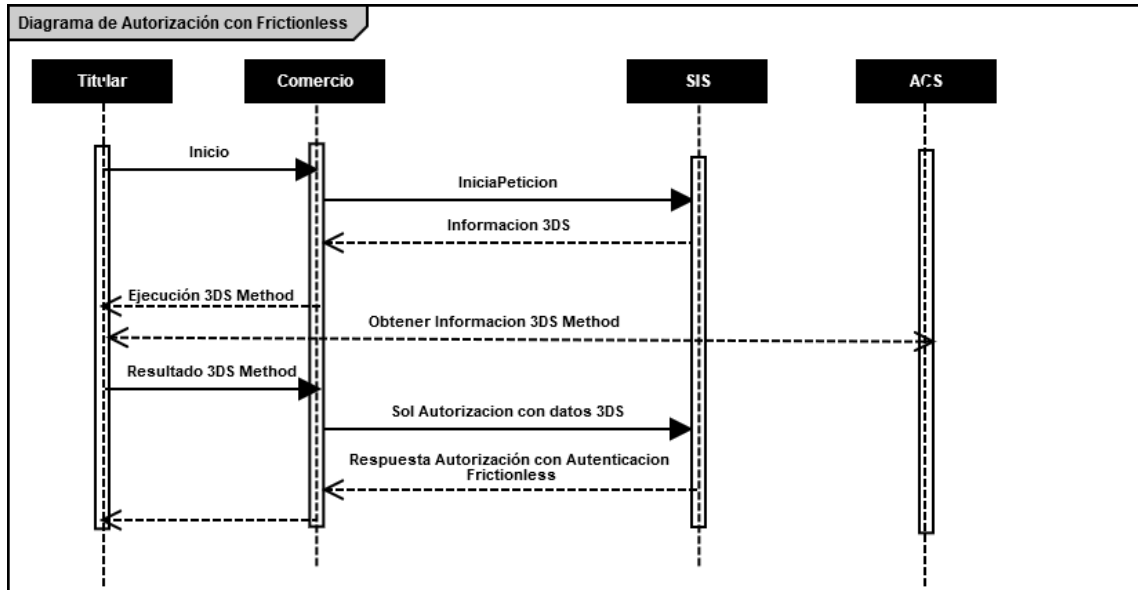 Diagrama de Autorización con Frictionless
Titular
Comercio
SIS
ACS
Inicio
IniciaPeticion
Informacion 3DS
Ejecución 3DS Method
Obtener Informacion 3DS Method
Resultado 3DS Method
Sol Autorizacion con datos 3DS
Respuesta Autorización con Autenticacion
Frictionless